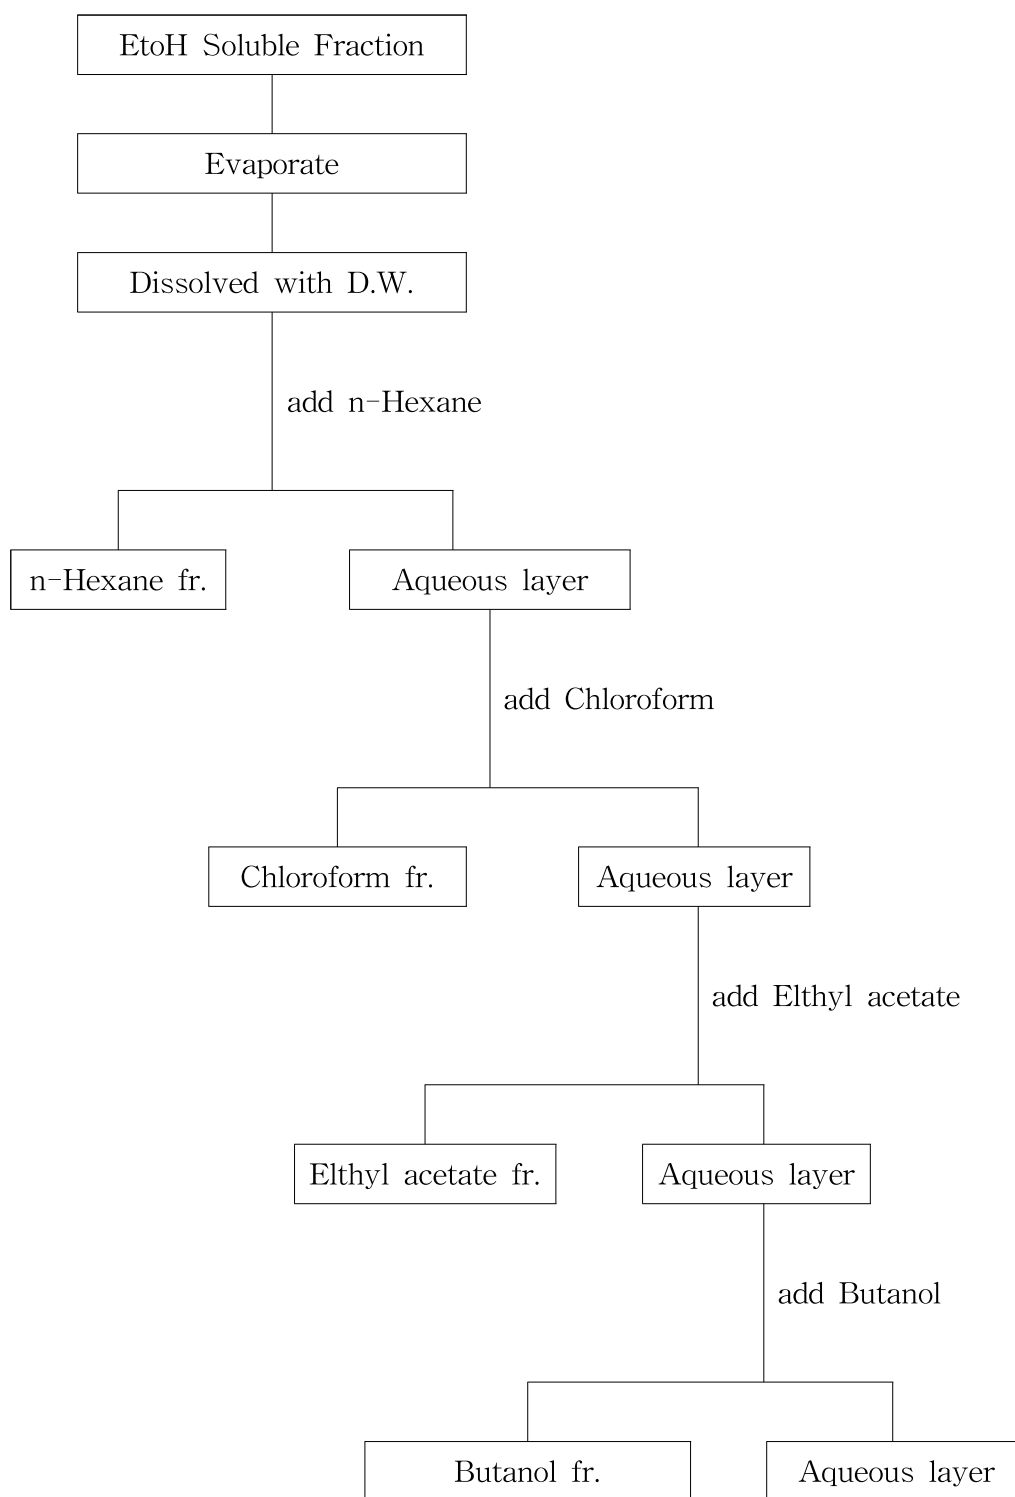 EtoH Soluble Fraction
Evaporate
Dissolved with D.W.
add n-Hexane
n-Hexane fr.
Aqueous layer
add Chloroform
Chloroform fr.
Aqueous layer
add Elthyl acetate
Elthyl acetate fr.
Aqueous layer
add Butanol
Butanol fr.
Aqueous layer